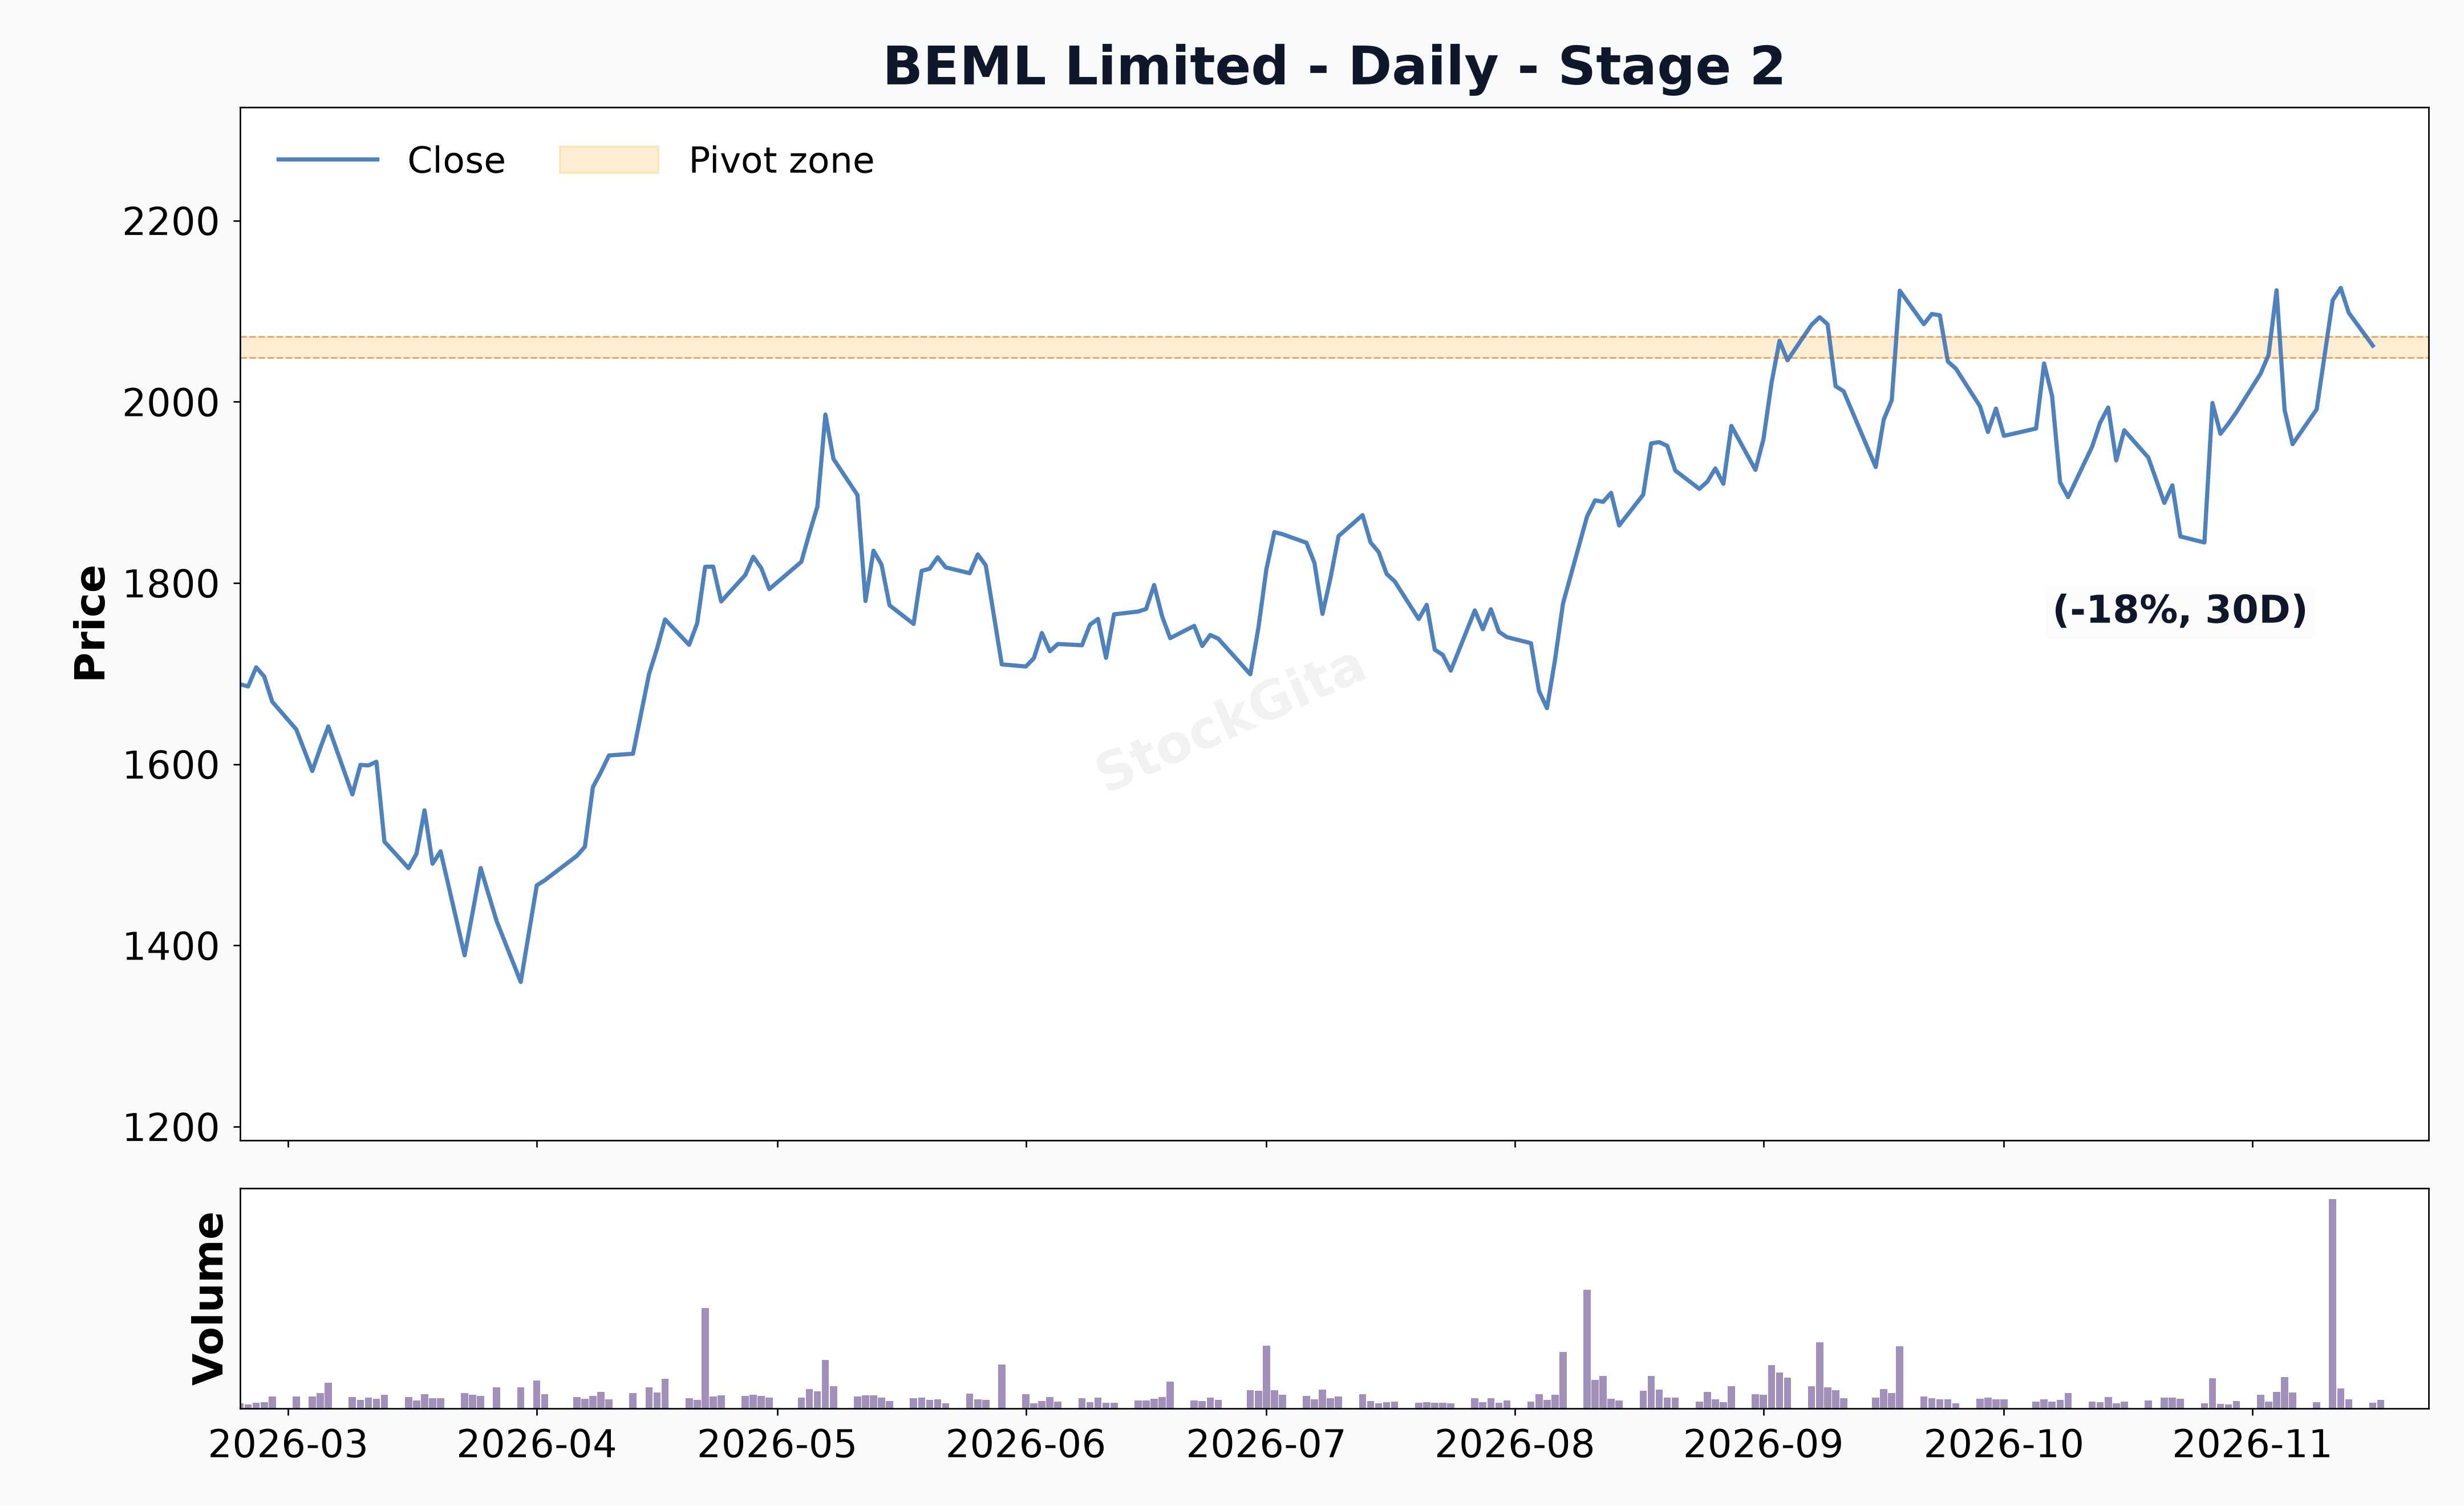 BEML Limited - Daily - Stage 2
Close
Pivot zone
Price
2200
2000
1800
1600
1400
1200
(-18%, 30D)
StockGita
Volume
2026-03
2026-04
2026-05
2026-06
2026-07
2026-08
2026-09
2026-10
2026-11